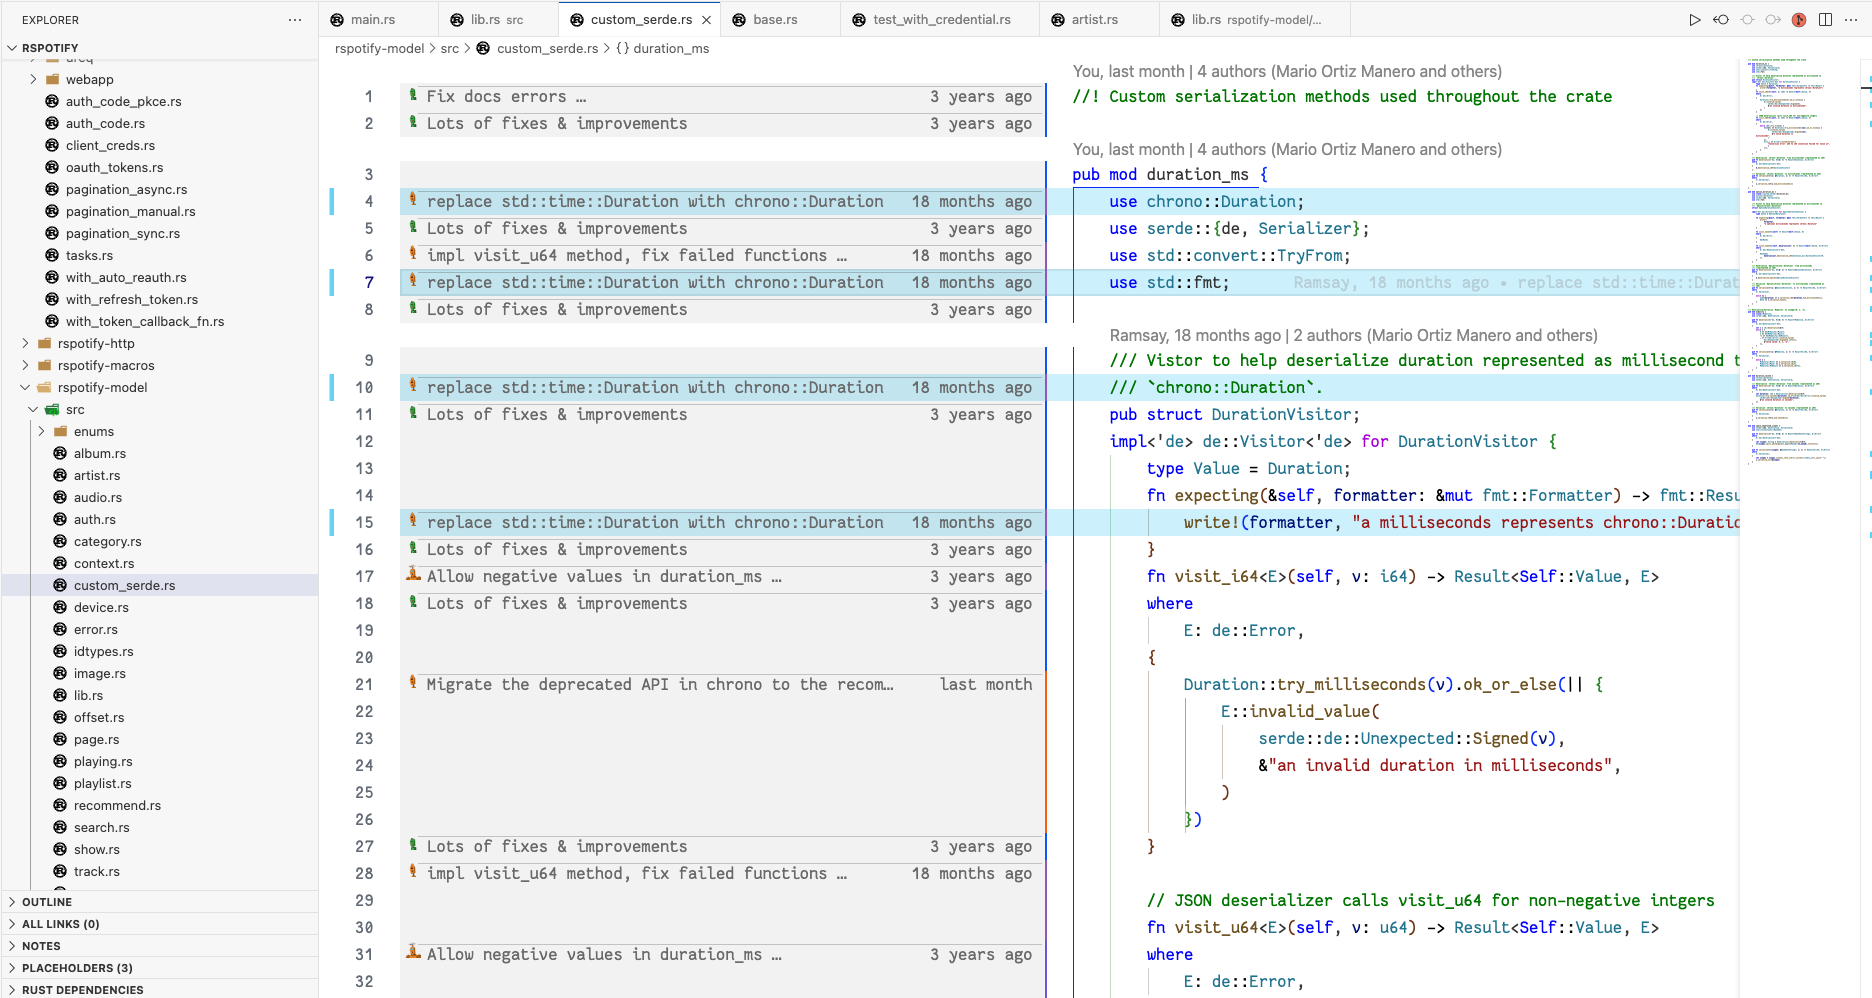 EXPLORER
RSPOTIFY
webapp
auth_code_pkce.rs
auth_code.rs
client_creds.rs
oauth_tokens.rs
pagination_async.rs
pagination_manual.rs
pagination_sync.rs
tasks.rs
with_auto_reauth.rs
with_refresh_token.rs
with_token_callback_fn.rs
rspotify-http
rspotify-macros
rspotify-model
src
enums
album.rs
artist.rs
audio.rs
auth.rs
category.rs
context.rs
custom_serde.rs
device.rs
error.rs
idtypes.rs
image.rs
lib.rs
offset.rs
page.rs
playing.rs
playlist.rs
recommend.rs
search.rs
show.rs
track.rs
OUTLINE
ALL LINKS (0)
NOTES
PLACEHOLDERS (3)
RUST DEPENDENCIES
main.rs
lib.rs src
custom_serde.rs
base.rs
test_with_credential.rs
artist.rs
lib.rs rspotify-model/...
rspotify-model > src > custom_serde.rs > {} duration_ms
You, last month | 4 authors (Mario Ortiz Manero and others)
1 Fix docs errors … 3 years ago //! Custom serialization methods used throughout the crate
2 Lots of fixes & improvements 3 years ago
You, last month | 4 authors (Mario Ortiz Manero and others)
3 pub mod duration_ms {
4 replace std::time::Duration with chrono::Duration 18 months ago use chrono::Duration;
5 Lots of fixes & improvements 3 years ago use serde::{de, Serializer};
6 impl visit_u64 method, fix failed functions … 18 months ago use std::convert::TryFrom;
7 replace std::time::Duration with chrono::Duration 18 months ago use std::fmt; Ramsay, 18 months ago • replace std::time::Durat
8 Lots of fixes & improvements 3 years ago
Ramsay, 18 months ago | 2 authors (Mario Ortiz Manero and others)
9 /// Vistor to help deserialize duration represented as millisecond t
10 replace std::time::Duration with chrono::Duration 18 months ago /// `chrono::Duration`.
11 Lots of fixes & improvements 3 years ago pub struct DurationVisitor;
12 impl<'de> de::Visitor<'de> for DurationVisitor {
13 type Value = Duration;
14 fn expecting(&self, formatter: &mut fmt::Formatter) -> fmt::Resu
15 replace std::time::Duration with chrono::Duration 18 months ago write!(formatter, "a milliseconds represents chrono::Duratio
16 Lots of fixes & improvements 3 years ago }
17 Allow negative values in duration_ms … 3 years ago fn visit_i64<E>(self, v: i64) -> Result<Self::Value, E>
18 Lots of fixes & improvements 3 years ago where
19 E: de::Error,
20 {
21 Migrate the deprecated API in chrono to the recom… last month Duration::try_milliseconds(v).ok_or_else(|| {
22 E::invalid_value(
23 serde::de::Unexpected::Signed(v),
24 &"an invalid duration in milliseconds",
25 )
26 })
27 Lots of fixes & improvements 3 years ago }
28 impl visit_u64 method, fix failed functions … 18 months ago
29 // JSON deserializer calls visit_u64 for non-negative intgers
30 fn visit_u64<E>(self, v: u64) -> Result<Self::Value, E>
31 Allow negative values in duration_ms … 3 years ago where
32 E: de::Error,